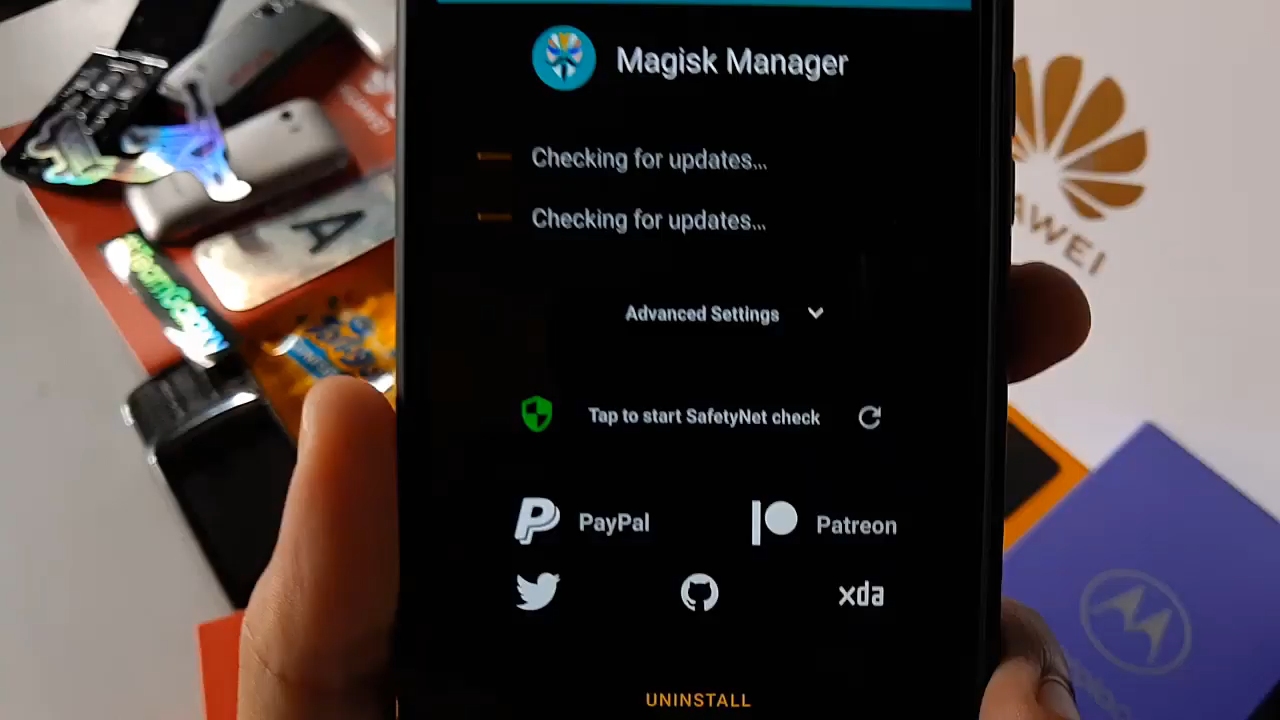 Magisk Manager
Checking for updates...
Checking for updates...
Advanced Settings
Tap to start SafetyNet check
PayPal
Patreon
xda
UNINSTALL
AWEI
A